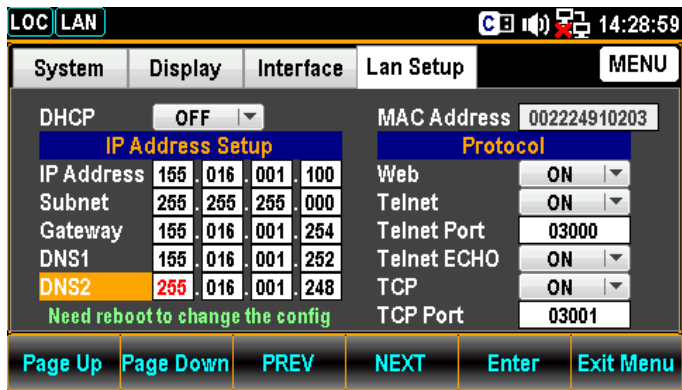 LOC LAN C 14:28:59
System Display Interface Lan Setup MENU
DHCP OFF
IP Address Setup
IP Address 155 . 016 . 001 . 100
Subnet 255 . 255 . 255 . 000
Gateway 155 . 016 . 001 . 254
DNS1 155 . 016 . 001 . 252
DNS2 255 . 016 . 001 . 248
Need reboot to change the config
MAC Address 002224910203
Protocol
Web ON
Telnet ON
Telnet Port 03000
Telnet ECHO ON
TCP ON
TCP Port 03001
Page Up Page Down PREV NEXT Enter Exit Menu